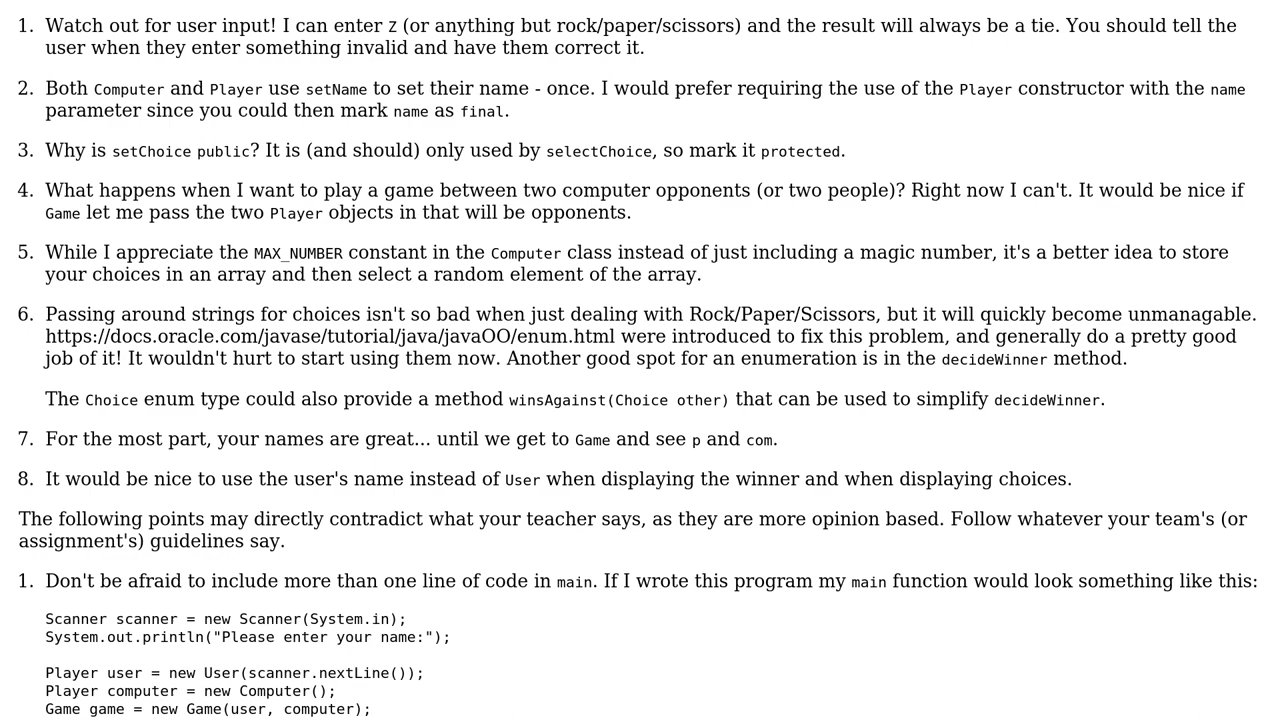 1. Watch out for user input! I can enter Z (or anything but rock/paper/scissors) and the result will always be a tie. You should tell the
user when they enter something invalid and have them correct it.
2. Both Computer and Player use setName to set their name - once. I would prefer requiring the use of the Player constructor with the name
parameter since you could then mark name as final.
3. Why is setChoice public? It is (and should) only used by selectChoice, so mark it protected.
4. What happens when I want to play a game between two computer opponents (or two people)? Right now I can't. It would be nice if
Game let me pass the two Player objects in that will be opponents.
5. While I appreciate the MAX_NUMBER constant in the Computer class instead of just including a magic number, it's a better idea to store
your choices in an array and then select a random element of the array.
6. Passing around strings for choices isn't so bad when just dealing with Rock/Paper/Scissors, but it will quickly become unmanagable.
https://docs.oracle.com/javase/tutorial/java/javaOO/enum.html were introduced to fix this problem, and generally do a pretty good
job of it! It wouldn't hurt to start using them now. Another good spot for an enumeration is in the decideWinner method.
The Choice enum type could also provide a method winsAgainst(Choice other) that can be used to simplify decideWinner.
7. For the most part, your names are great... until we get to Game and see p and com.
8. It would be nice to use the user's name instead of User when displaying the winner and when displaying choices.
The following points may directly contradict what your teacher says, as they are more opinion based. Follow whatever your team's (or
assignment's) guidelines say.
1. Don't be afraid to include more than one line of code in main. If I wrote this program my main function would look something like this:
Scanner scanner = new Scanner(System.in);
System.out.println("Please enter your name:");
Player user = new User(scanner.nextLine());
Player computer = new Computer();
Game game = new Game(user, computer);